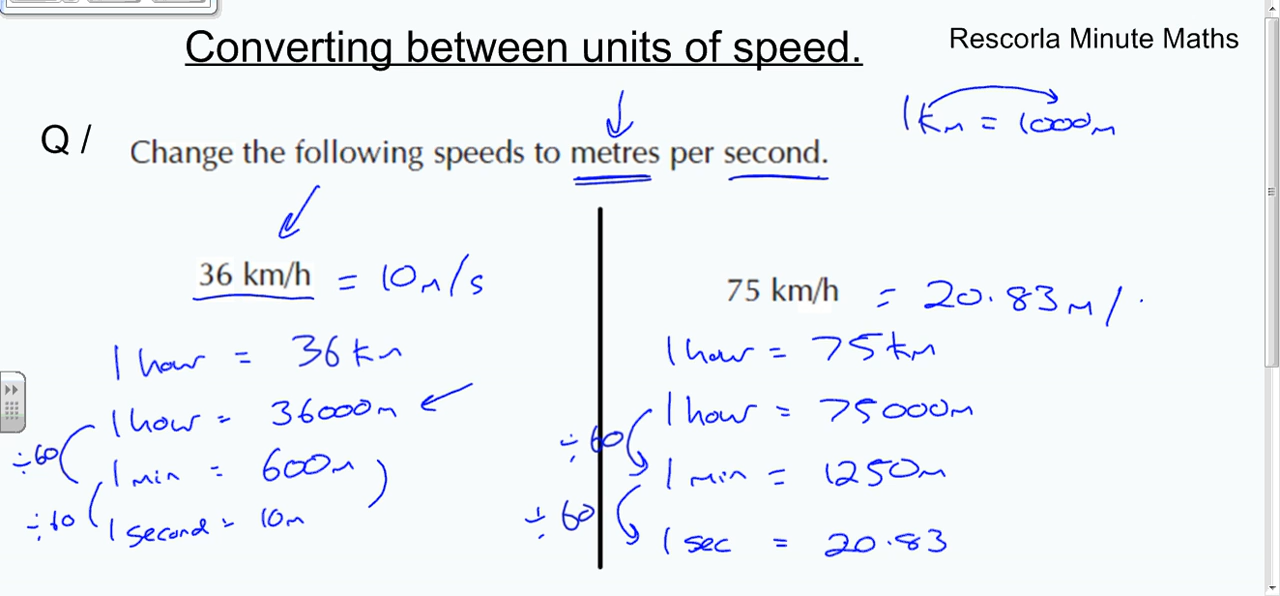 Converting between units of speed.
Rescorla Minute Maths
1km = 1000m
Q/ Change the following speeds to metres per second.
36 km/h = 10m/s
1 hour = 36km
1 hour = 36000m
÷60
1 min = 600m
÷60
1 second = 10m
75 km/h = 20.83m/
1 hour = 75km
1 hour = 75000m
÷60
1 min = 1250m
÷60
1 sec = 20.83